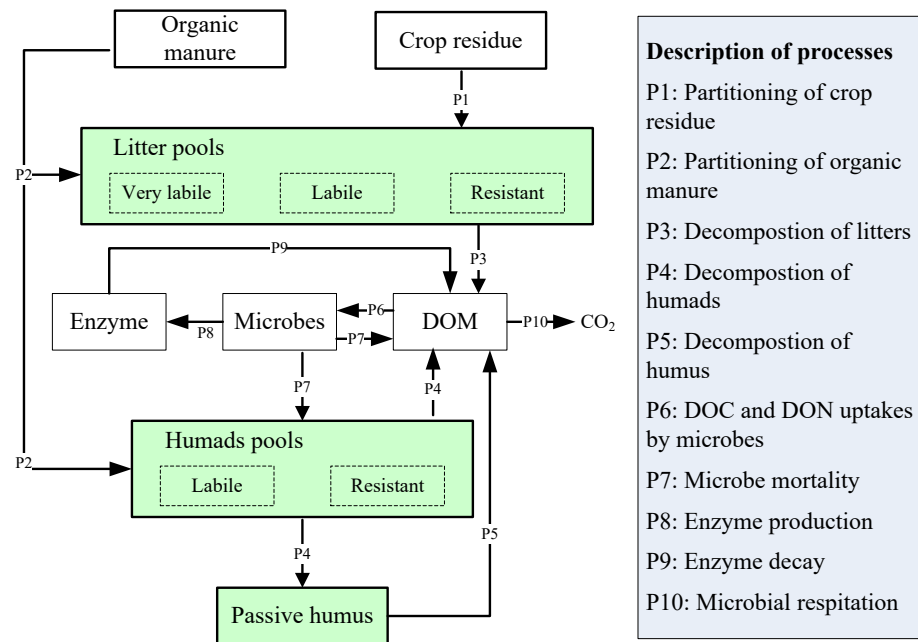 Organic
manure
Crop residue
P1
Litter pools
P2
Very labile
Labile
Resistant
P9
P3
Enzyme
P8
Microbes
P6
P7
DOM
P10
CO₂
P7
P4
Humads pools
P2
Labile
Resistant
P4
P5
Passive humus
Description of processes
P1: Partitioning of crop
residue
P2: Partitioning of organic
manure
P3: Decompostion of litters
P4: Decompostion of
humads
P5: Decompostion of
humus
P6: DOC and DON uptakes
by microbes
P7: Microbe mortality
P8: Enzyme production
P9: Enzyme decay
P10: Microbial respitation